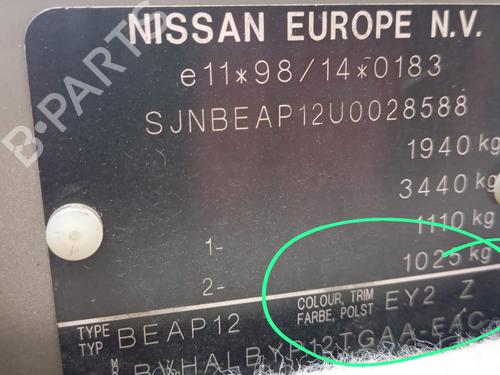 NISSAN EUROPE N.V.
e11*98/14*0183
SJNBEAP12U0028588
1940 kg
3440 kg
1- 1110 kg
2- 1025 kg
COLOUR, TRIM
FARBE, POLST
EY2 Z
TYPE
TYP
BEAP12
B-PARTS